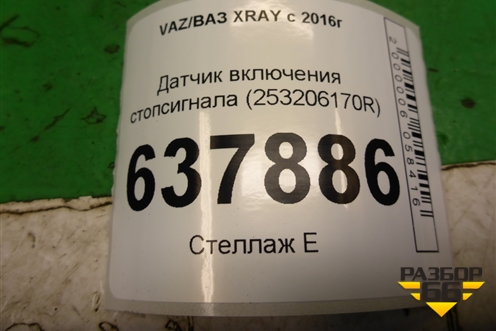 VAZ/ВАЗ XRAY с 2016г
Датчик включения
стопсигнала (253206170R)
637886
Стеллаж Е
2000006058416
РАЗБОР
66